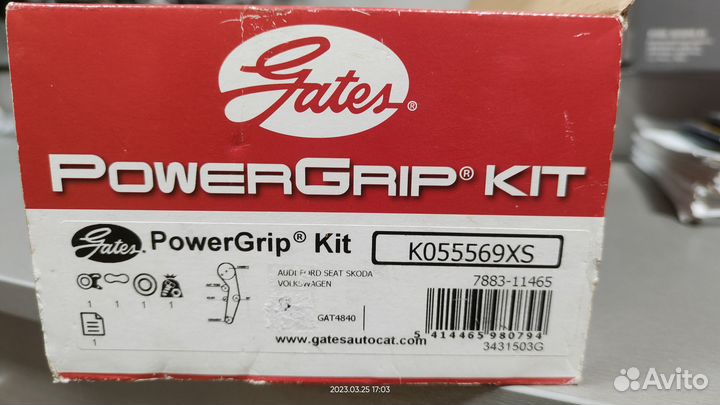 Gates®
POWERGRIP® KIT
Gates PowerGrip® Kit K055569XS
AUDI FORD SEAT SKODA
VOLKSWAGEN
7883-11465
1 1 1 1
1
GAT4840
www.gatesautocat.com
5 414465 980794
3431503G
2023.03.25 17:03
Avito